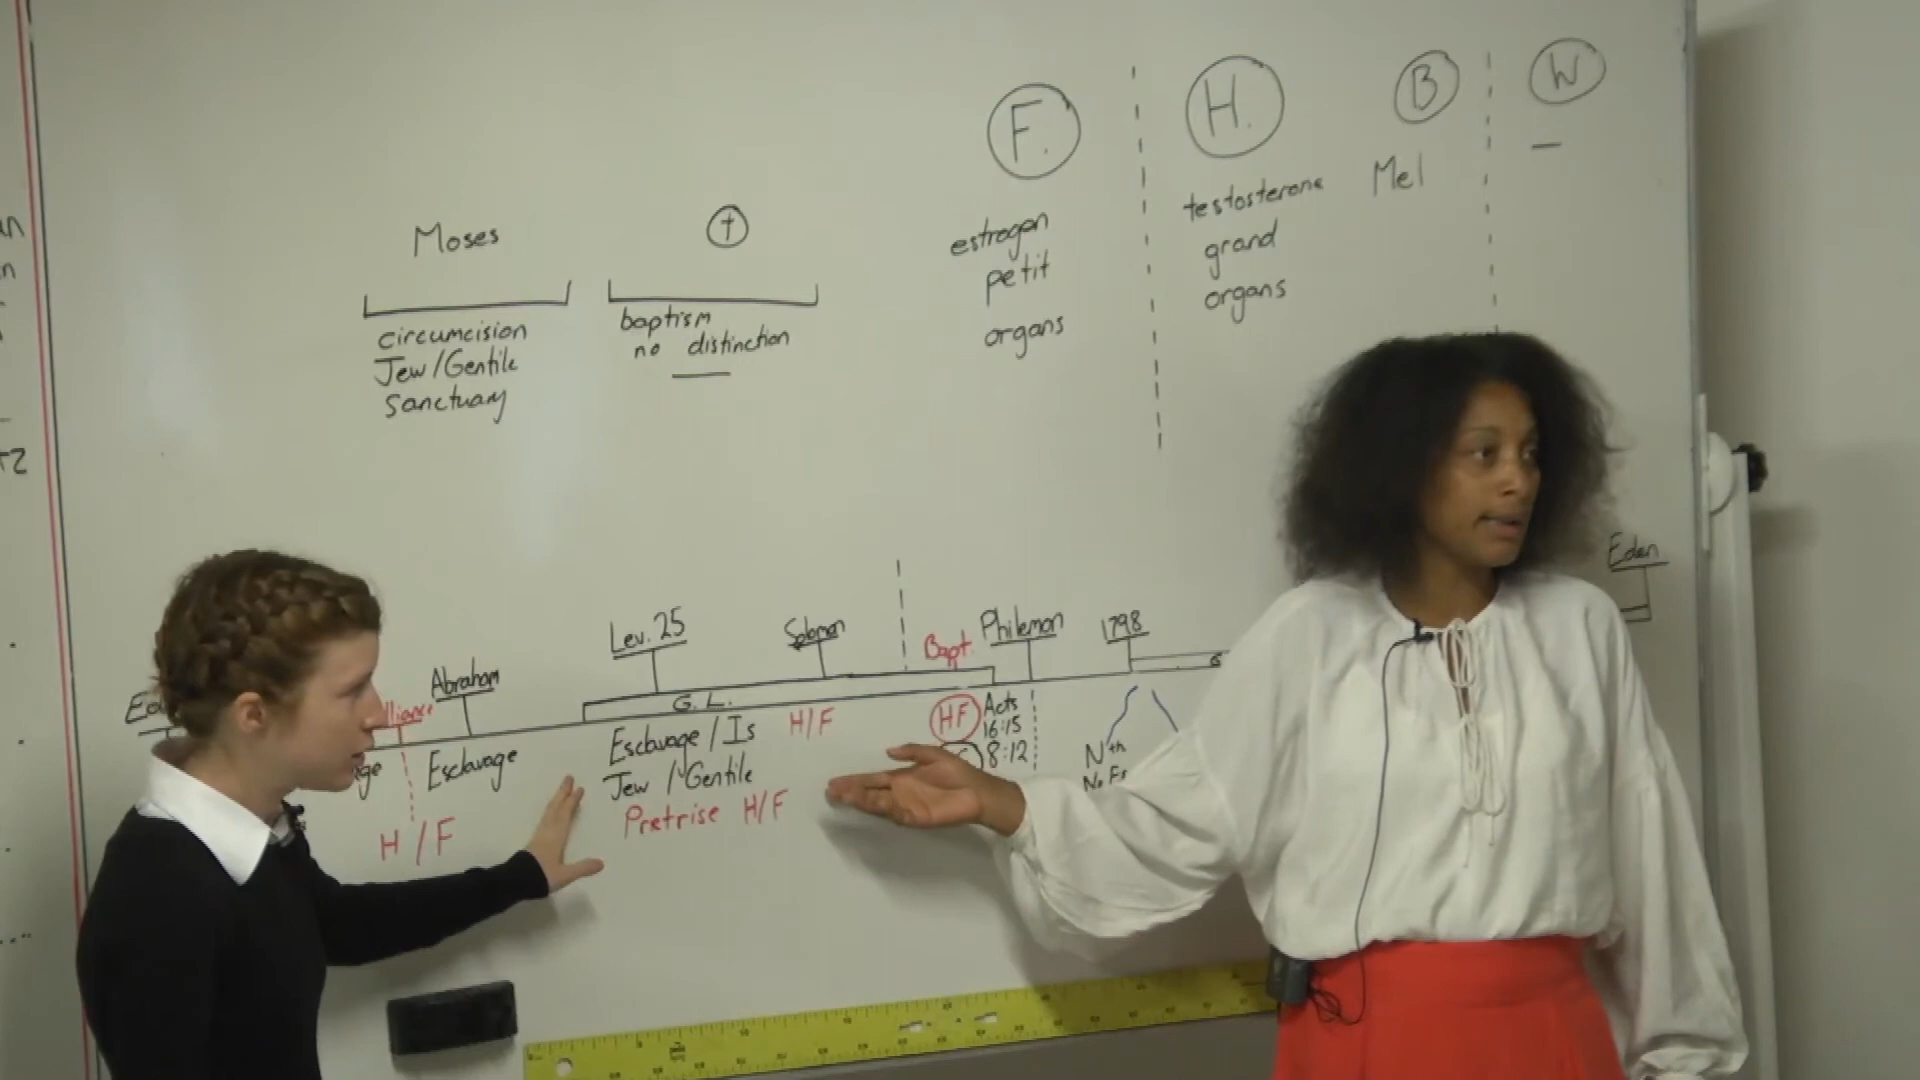 F.
H.
B
W
Moses
circumcision
Jew/Gentile
Sanctuary
baptism
no distinction
estrogen
petit
organs
testosterone
grand
organs
Mel
Abraham
Lev. 25
Solomon
Bapt.
Philemon
1798
Eden
G.L.
Esclavage
H/F
Esclavage/Is
Jew/Gentile
Pretrise H/F
H/F
HF
Acts
16:15
8:12
Nth